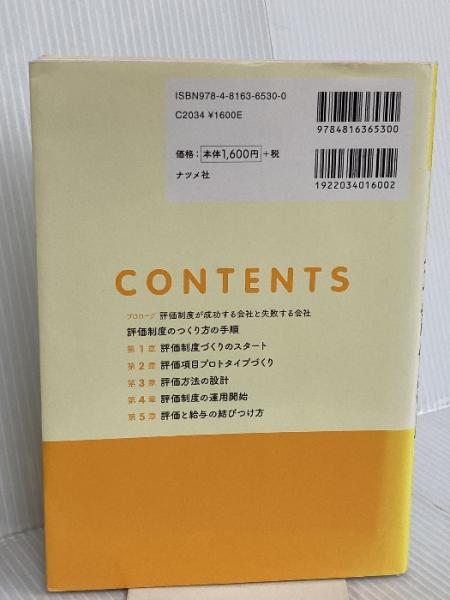 ISBN978-4-8163-6530-0
C2034 ¥1600E
価格： 本体1,600円 +税
ナツメ社
9784816365300
1922034016002
CONTENTS
プロローグ 評価制度が成功する会社と失敗する会社
評価制度のつくり方の手順
第1章 評価制度づくりのスタート
第2章 評価項目プロトタイプづくり
第3章 評価方法の設計
第4章 評価制度の運用開始
第5章 評価と給与の結びつけ方